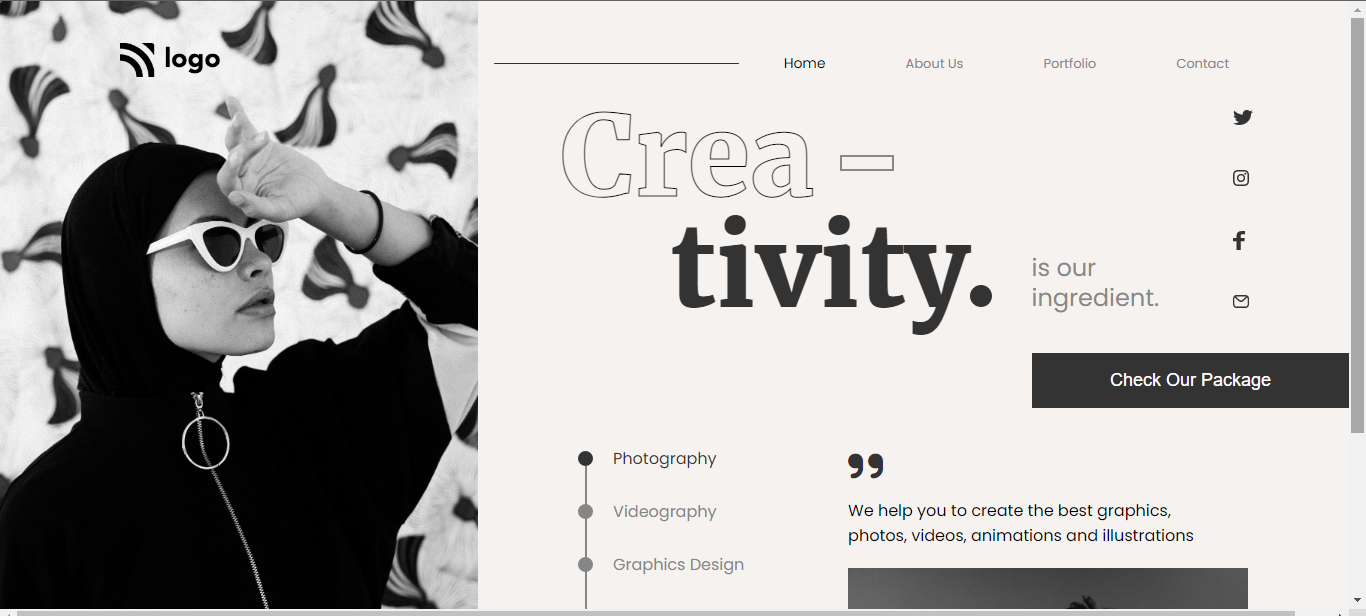 logo
Home
About Us
Portfolio
Contact
Crea –
tivity.
is our
ingredient.
Check Our Package
Photography
Videography
Graphics Design
”
We help you to create the best graphics,
photos, videos, animations and illustrations